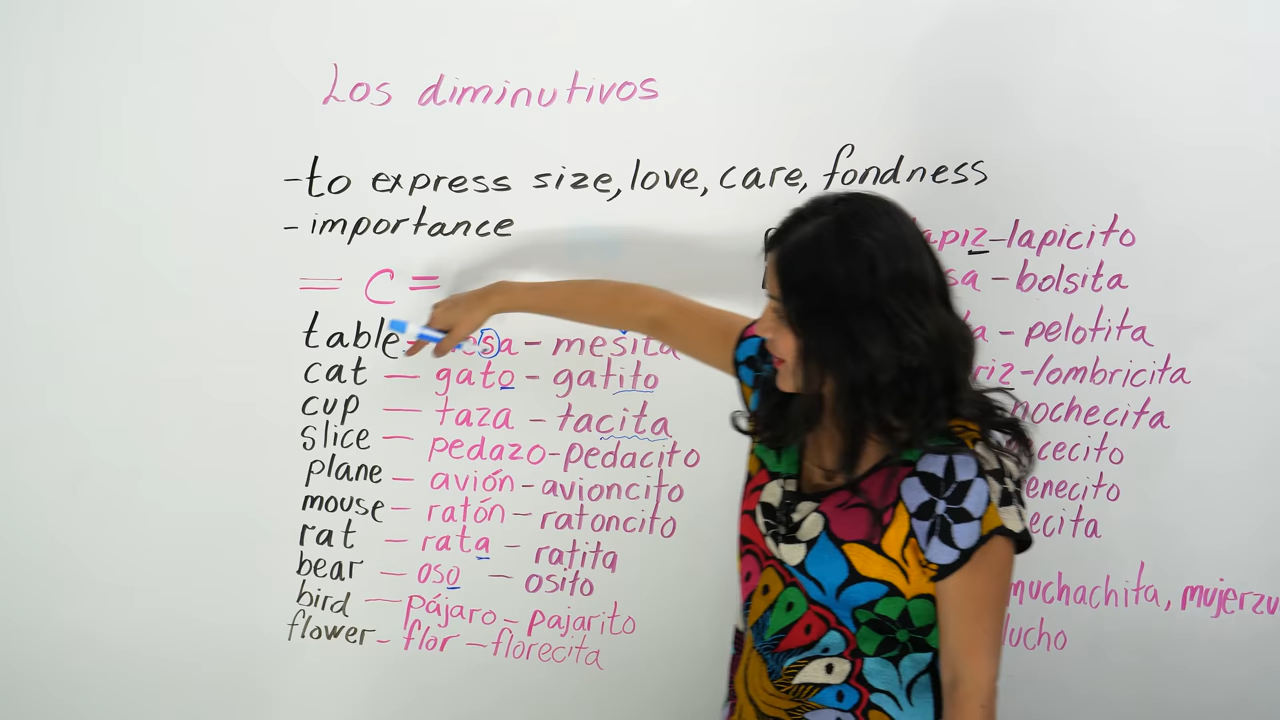 Los diminutivos
- to express size, love, care, fondness
- importance
= C =
table - mesa - mesita
cat — gato - gatito
cup — taza - tacita
slice — pedazo - pedacito
plane - avión - avioncito
mouse - ratón - ratoncito
rat - rata - ratita
bear - oso - osito
bird - pájaro - pajarito
flower - flor - florecita
lapiz - lapicito
- bolsita
- pelotita
- lombricita
nochecita
muchachita,